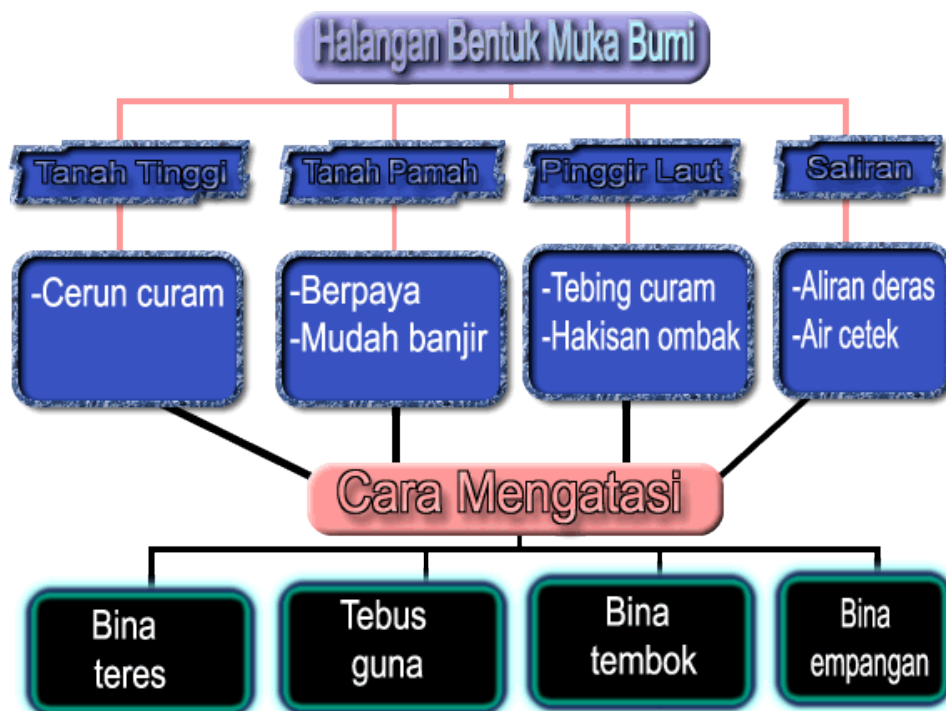 Halangan Bentuk Muka Bumi
Tanah Tinggi
Tanah Pamah
Pinggir Laut
Saliran
-Cerun curam
-Berpaya
-Mudah banjir
-Tebing curam
-Hakisan ombak
-Aliran deras
-Air cetek
Cara Mengatasi
Bina
teres
Tebus
guna
Bina
tembok
Bina
empangan